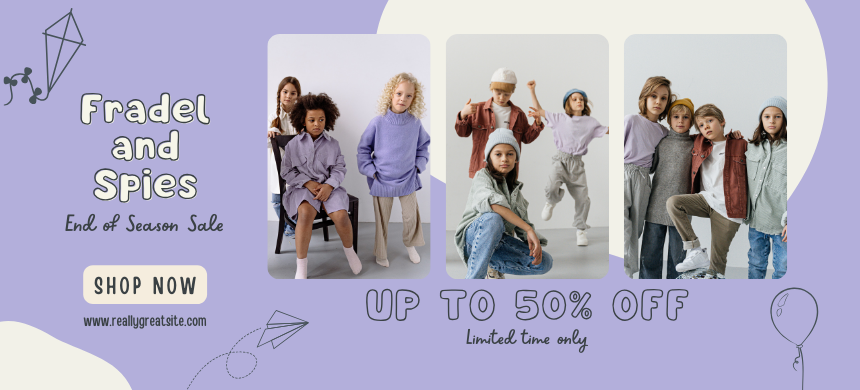 Fradel
and
Spies
End of Season Sale
SHOP NOW
www.reallygreatsite.com
UP TO 50% OFF
Limited time only